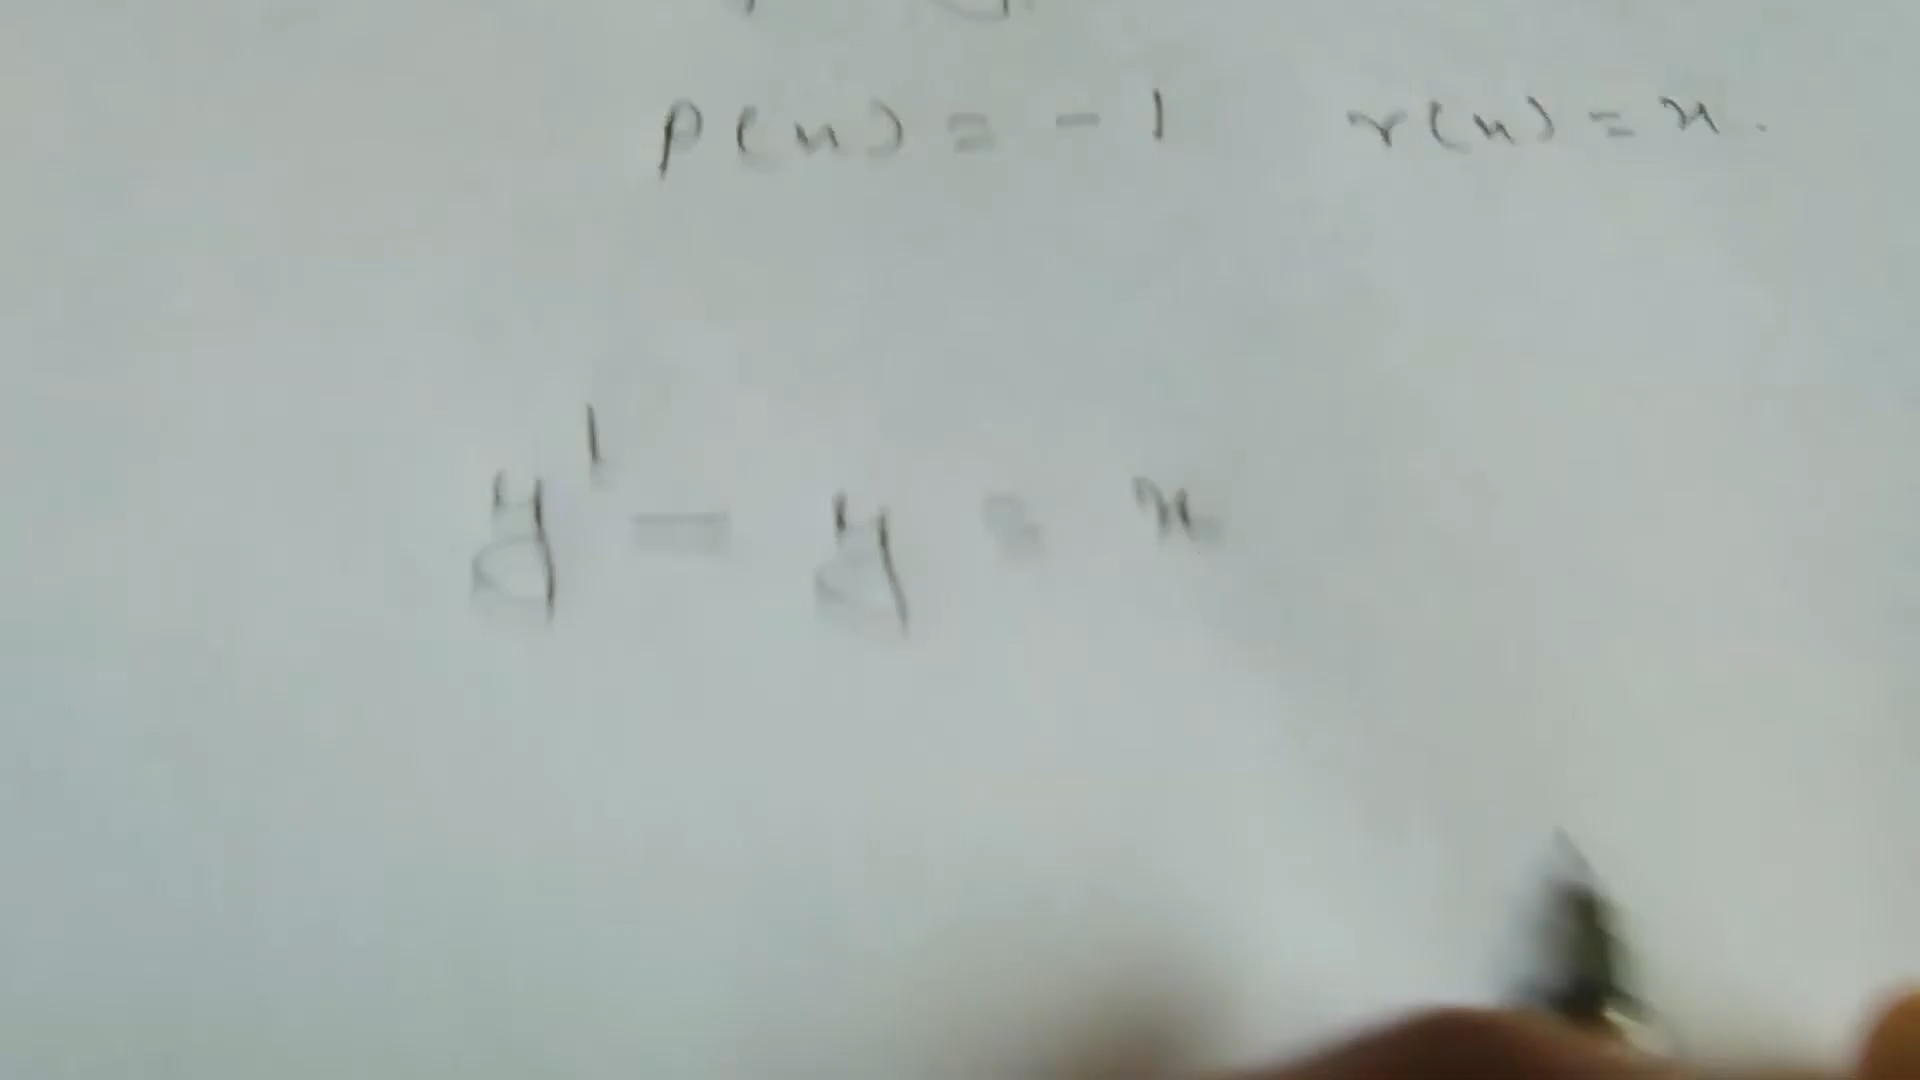 p(x) = -1 r(x) = x.
y' - y = x